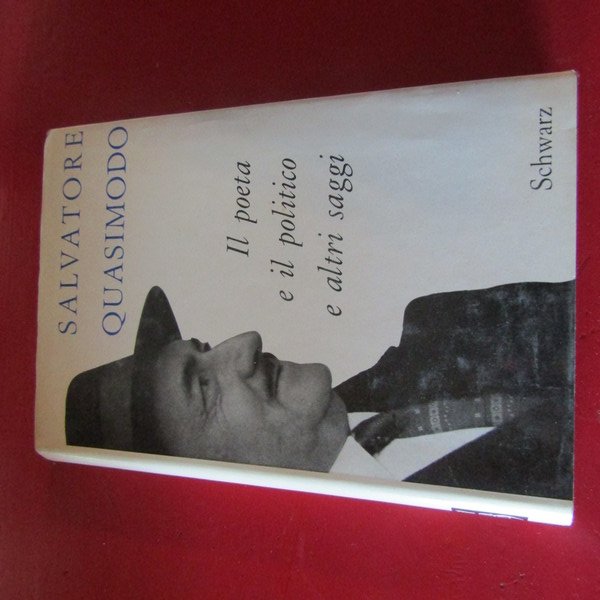 SALVATORE
QUASIMODO
Il poeta
e il politico
e altri saggi
Schwarz